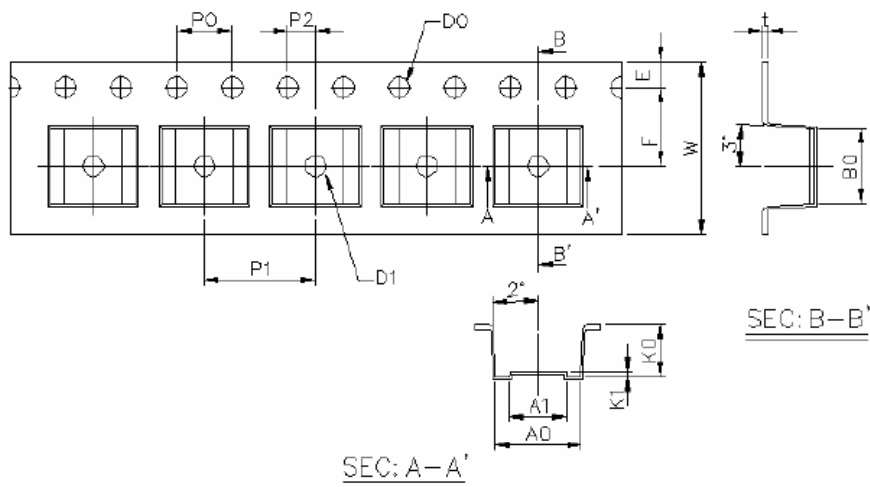 P0
P2
D0
B
t
E
F
W
3°
B0
A
A'
B'
P1
D1
2°
SEC: B-B'
K0
K1
A1
A0
SEC: A-A'